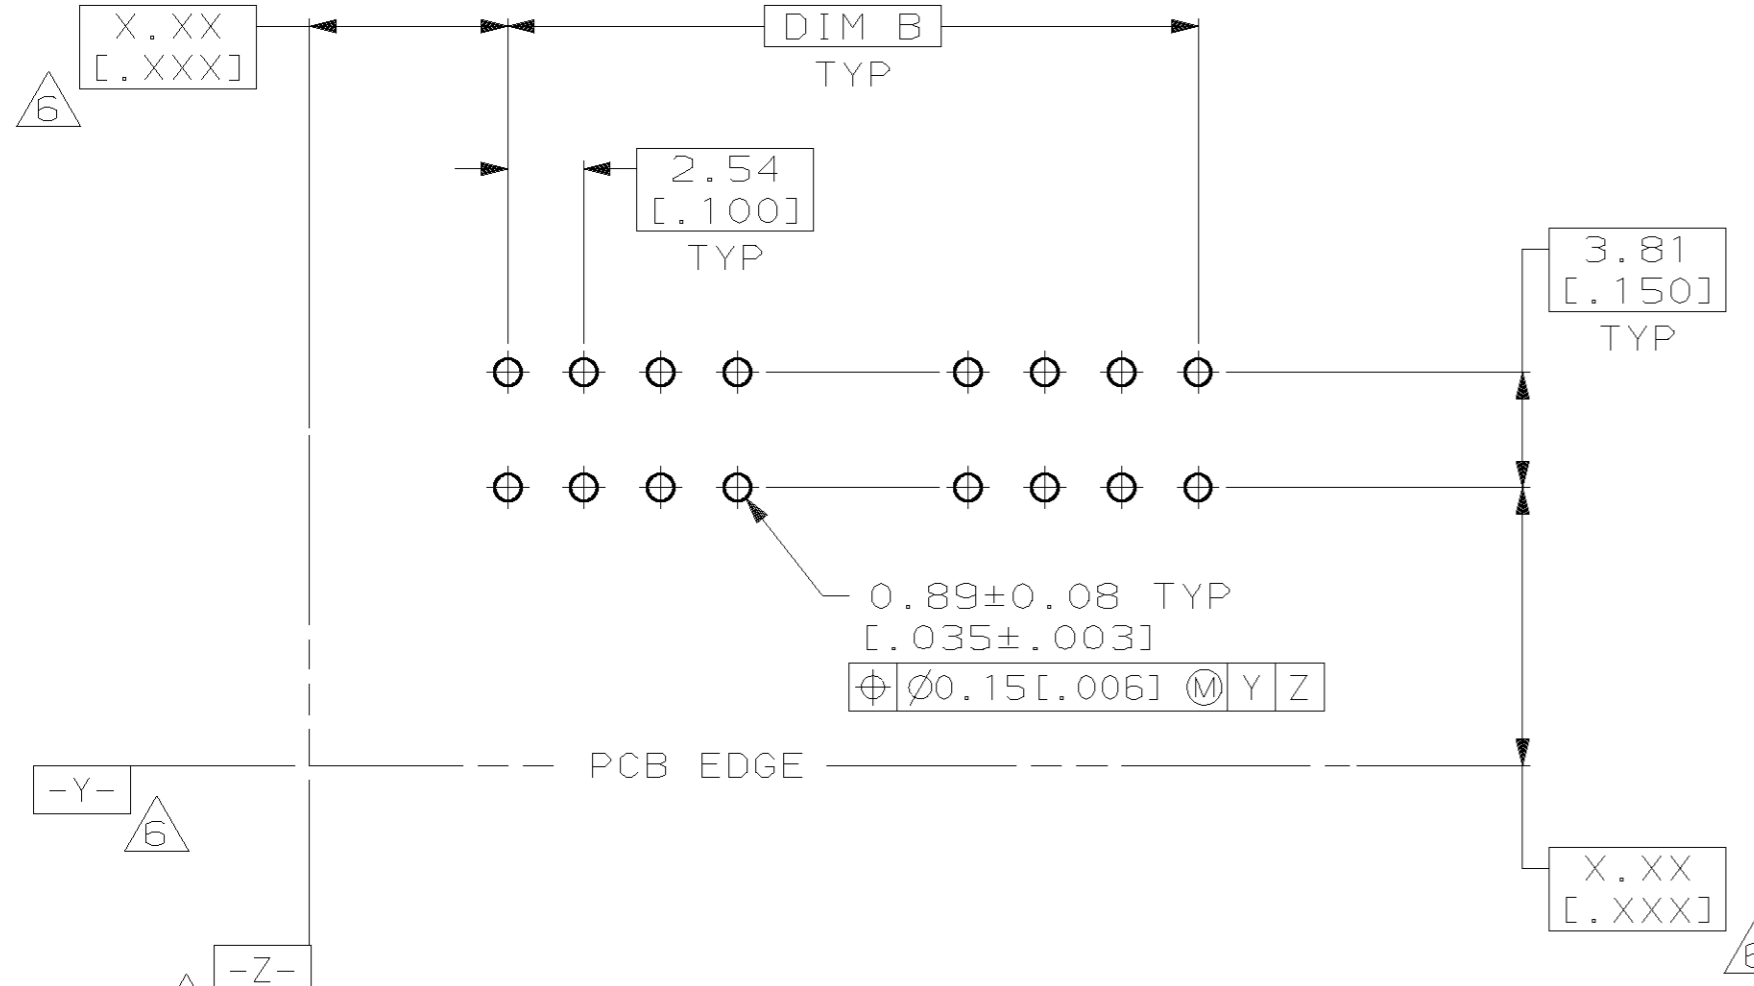 X.XX
[.XXX]
6
DIM B
TYP
2.54
[.100]
TYP
3.81
[.150]
TYP
0.89±0.08 TYP
[.035±.003]
⌖ Ø0.15[.006] Ⓜ Y Z
PCB EDGE
-Y-
6
X.XX
[.XXX]
6
-Z-